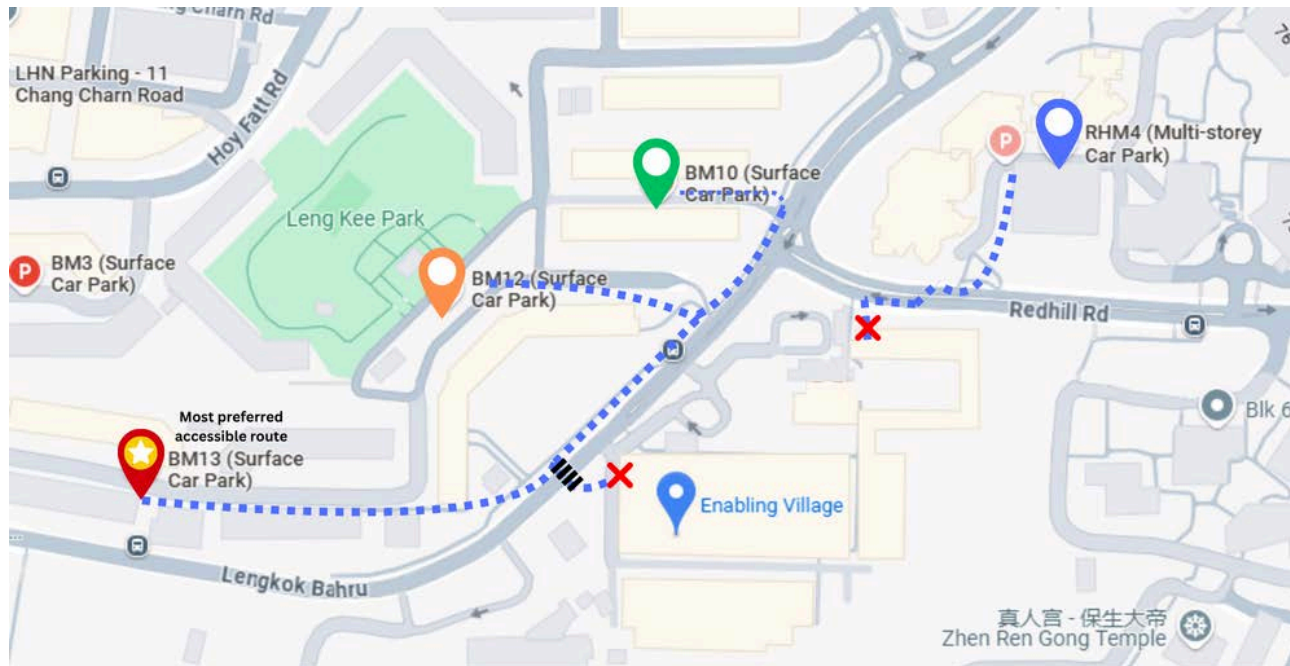 Chang Charn Rd
LHN Parking - 11
Chang Charn Road
Hoy Fatt Rd
P
RHM4 (Multi-storey
Car Park)
BM10 (Surface
Car Park)
Leng Kee Park
P
BM3 (Surface
Car Park)
BM12 (Surface
Car Park)
Redhill Rd
Most preferred
accessible route
BM13 (Surface
Car Park)
Blk 6
Enabling Village
Lengkok Bahru
真人宫 - 保生大帝
Zhen Ren Gong Temple